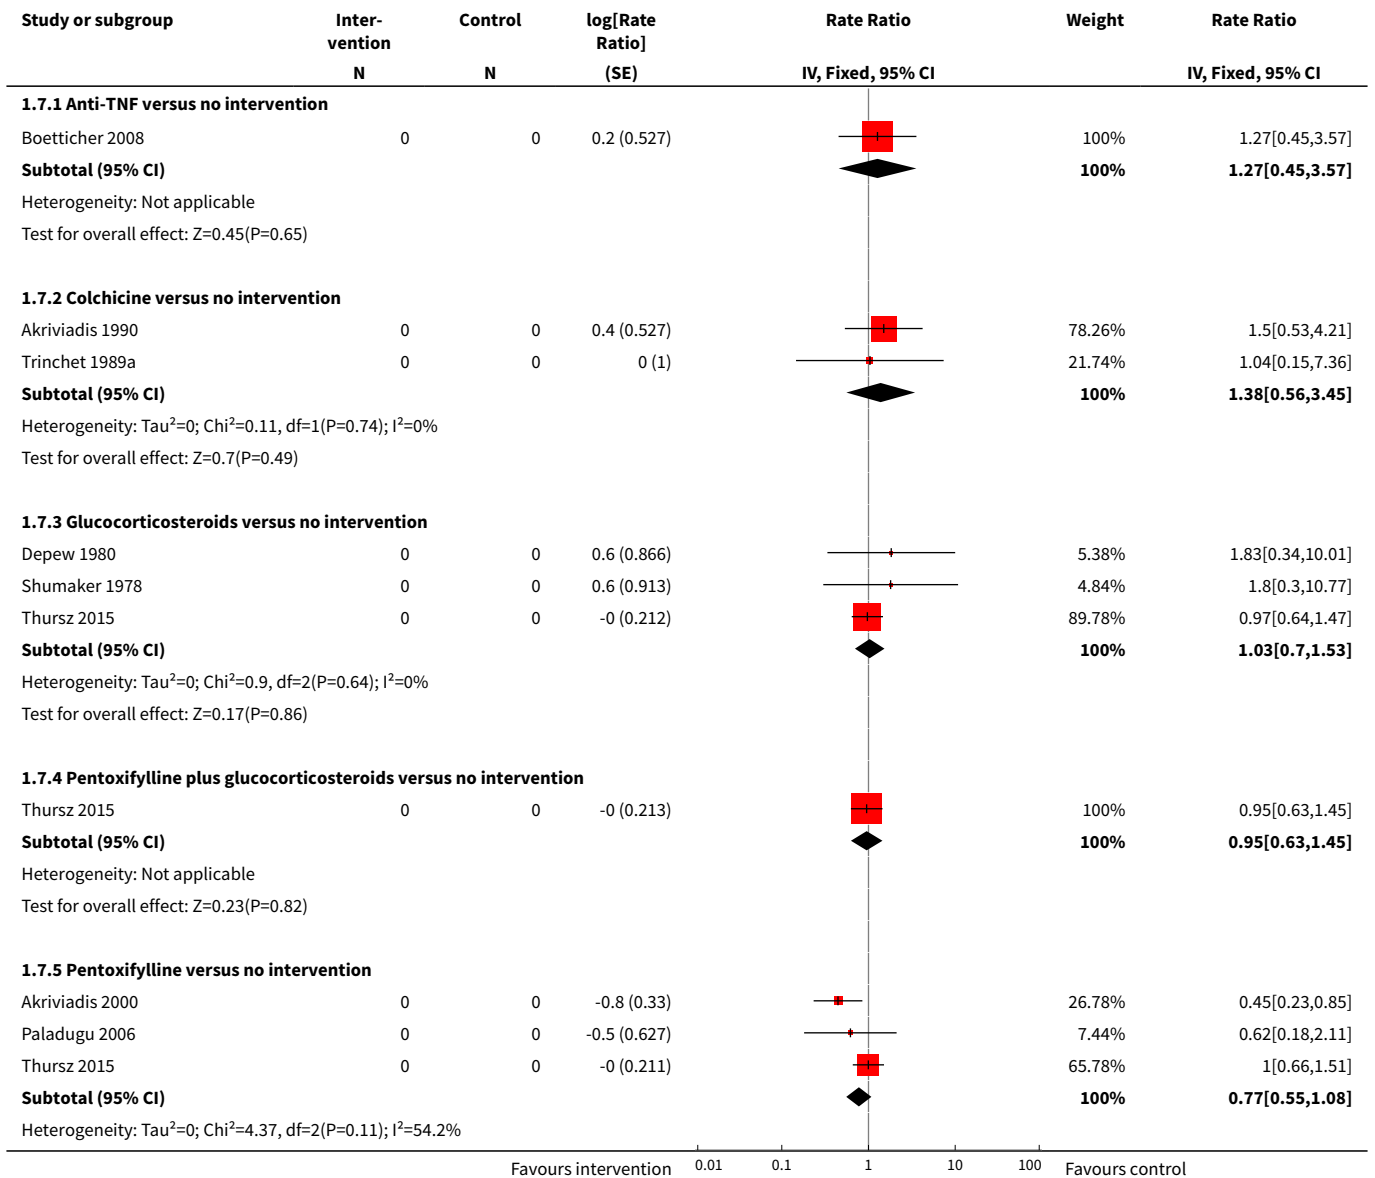 Study or subgroup Inter- Control log[Rate Rate Ratio Weight Rate Ratio
vention Ratio]
N N (SE) IV, Fixed, 95% CI IV, Fixed, 95% CI
1.7.1 Anti-TNF versus no intervention
Boetticher 2008 0 0 0.2 (0.527) 100% 1.27[0.45,3.57]
Subtotal (95% CI) 100% 1.27[0.45,3.57]
Heterogeneity: Not applicable
Test for overall effect: Z=0.45(P=0.65)
1.7.2 Colchicine versus no intervention
Akriviadis 1990 0 0 0.4 (0.527) 78.26% 1.5[0.53,4.21]
Trinchet 1989a 0 0 0 (1) 21.74% 1.04[0.15,7.36]
Subtotal (95% CI) 100% 1.38[0.56,3.45]
Heterogeneity: Tau²=0; Chi²=0.11, df=1(P=0.74); I²=0%
Test for overall effect: Z=0.7(P=0.49)
1.7.3 Glucocorticosteroids versus no intervention
Depew 1980 0 0 0.6 (0.866) 5.38% 1.83[0.34,10.01]
Shumaker 1978 0 0 0.6 (0.913) 4.84% 1.8[0.3,10.77]
Thursz 2015 0 0 -0 (0.212) 89.78% 0.97[0.64,1.47]
Subtotal (95% CI) 100% 1.03[0.7,1.53]
Heterogeneity: Tau²=0; Chi²=0.9, df=2(P=0.64); I²=0%
Test for overall effect: Z=0.17(P=0.86)
1.7.4 Pentoxifylline plus glucocorticosteroids versus no intervention
Thursz 2015 0 0 -0 (0.213) 100% 0.95[0.63,1.45]
Subtotal (95% CI) 100% 0.95[0.63,1.45]
Heterogeneity: Not applicable
Test for overall effect: Z=0.23(P=0.82)
1.7.5 Pentoxifylline versus no intervention
Akriviadis 2000 0 0 -0.8 (0.33) 26.78% 0.45[0.23,0.85]
Paladugu 2006 0 0 -0.5 (0.627) 7.44% 0.62[0.18,2.11]
Thursz 2015 0 0 -0 (0.211) 65.78% 1[0.66,1.51]
Subtotal (95% CI) 100% 0.77[0.55,1.08]
Heterogeneity: Tau²=0; Chi²=4.37, df=2(P=0.11); I²=54.2%
Favours intervention 0.01 0.1 1 10 100 Favours control